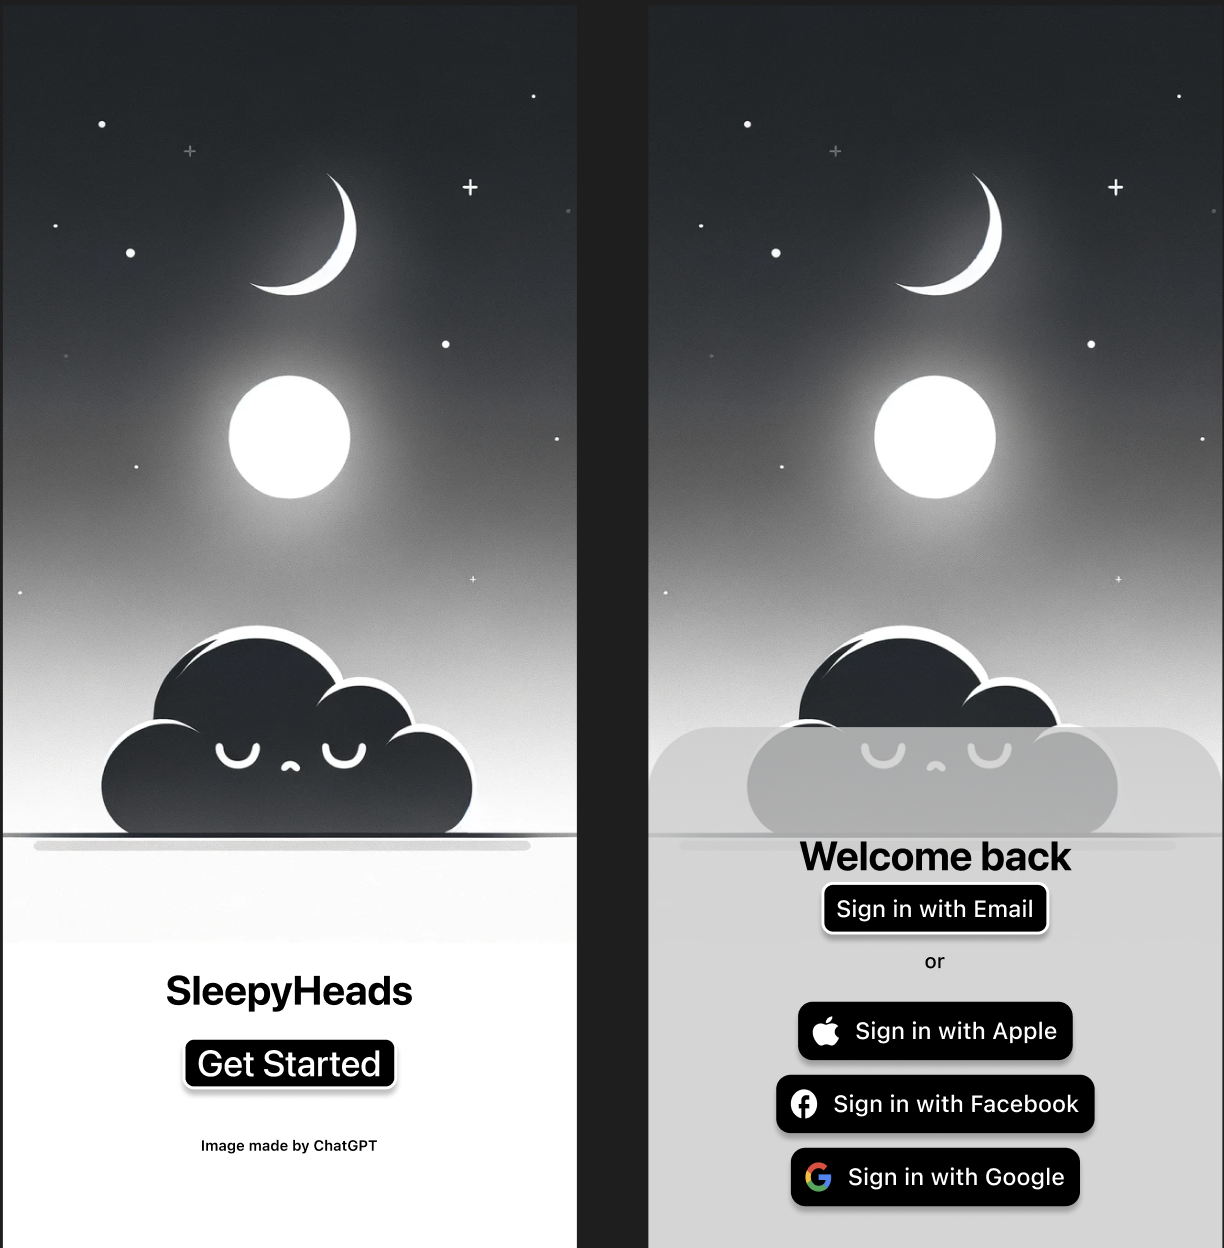 SleepyHeads
Get Started
Image made by ChatGPT
Welcome back
Sign in with Email
or
Sign in with Apple
Sign in with Facebook
Sign in with Google